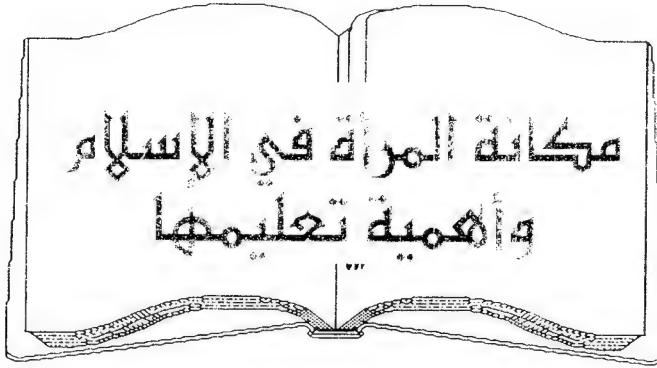 مكانة المرأة في الإسلام
وأهمية تعليمها